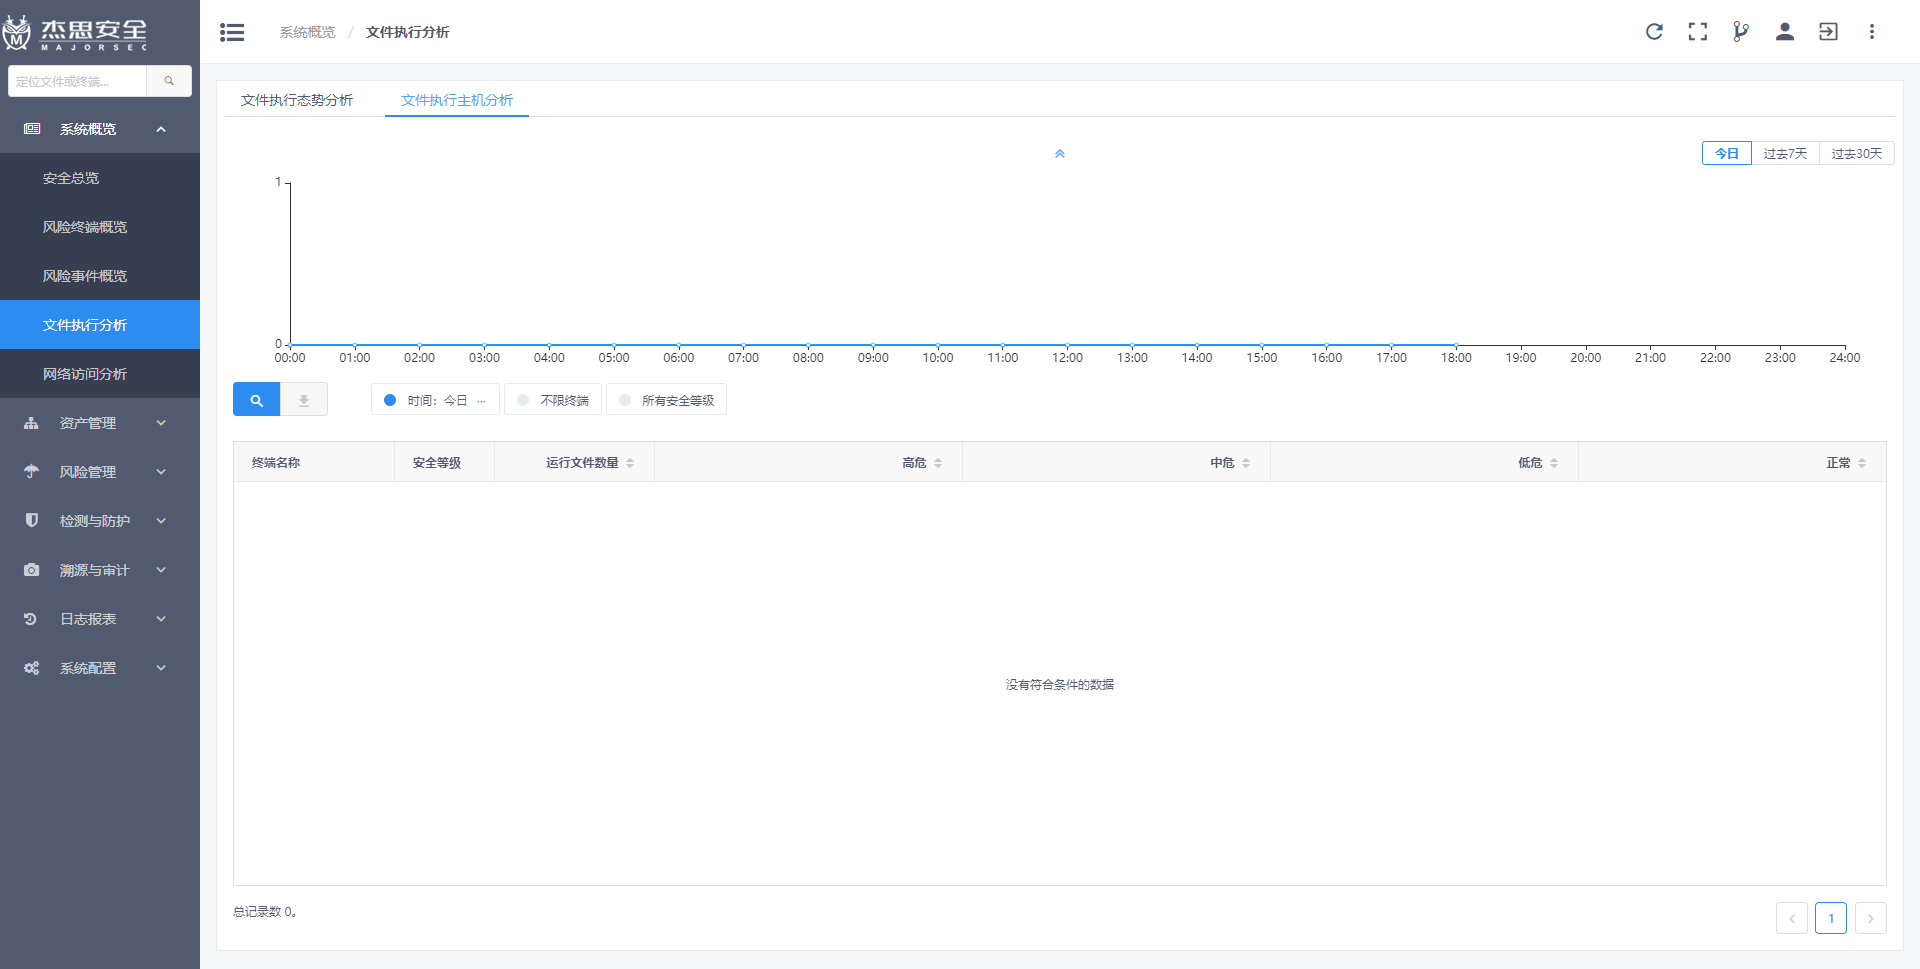 杰思安全
MAJORSEC
定位文件或终端...
系统概览
安全总览
风险终端概览
风险事件概览
文件执行分析
网络访问分析
资产管理
风险管理
检测与防护
溯源与审计
日志报表
系统配置
系统概览 / 文件执行分析
文件执行态势分析 文件执行主机分析
今日 过去7天 过去30天
1
0
00:00 01:00 02:00 03:00 04:00 05:00 06:00 07:00 08:00 09:00 10:00 11:00 12:00 13:00 14:00 15:00 16:00 17:00 18:00 19:00 20:00 21:00 22:00 23:00 24:00
时间：今日 ... 不限终端 所有安全等级
终端名称 安全等级 运行文件数量 高危 中危 低危 正常
没有符合条件的数据
总记录数 0。
1